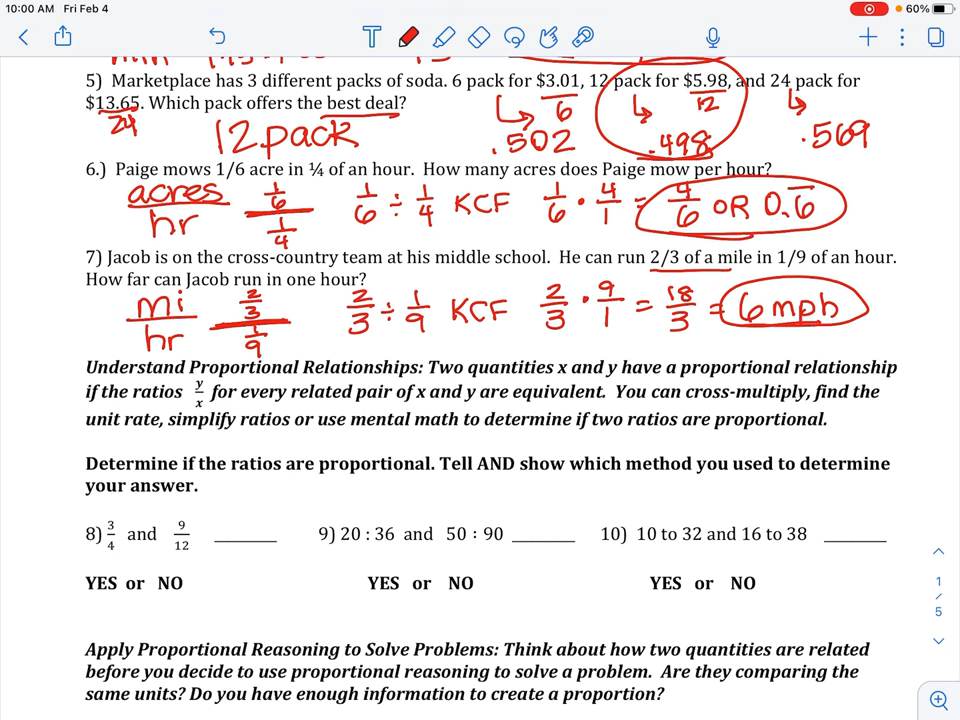 10:00 AM Fri Feb 4
60%
5) Marketplace has 3 different packs of soda. 6 pack for $3.01, 12 pack for $5.98, and 24 pack for
6 12
$13.65. Which pack offers the best deal?
24 12 pack .502 .498 .569
6.) Paige mows 1/6 acre in ¼ of an hour. How many acres does Paige mow per hour?
acres/hr 1/6 / 1/4 1/6 ÷ 1/4 KCF 1/6 • 4/1 = 4/6 OR 0.6̅
7) Jacob is on the cross-country team at his middle school. He can run 2/3 of a mile in 1/9 of an hour.
How far can Jacob run in one hour?
mi/hr 2/3 / 1/9 2/3 ÷ 1/9 KCF 2/3 • 9/1 = 18/3 = 6 mph
Understand Proportional Relationships: Two quantities x and y have a proportional relationship
if the ratios y/x for every related pair of x and y are equivalent. You can cross-multiply, find the
unit rate, simplify ratios or use mental math to determine if two ratios are proportional.
Determine if the ratios are proportional. Tell AND show which method you used to determine
your answer.
8) 3/4 and 9/12 ________ 9) 20 : 36 and 50 : 90 ________ 10) 10 to 32 and 16 to 38 ________
YES or NO YES or NO YES or NO
Apply Proportional Reasoning to Solve Problems: Think about how two quantities are related
before you decide to use proportional reasoning to solve a problem. Are they comparing the
same units? Do you have enough information to create a proportion?
1
/
5